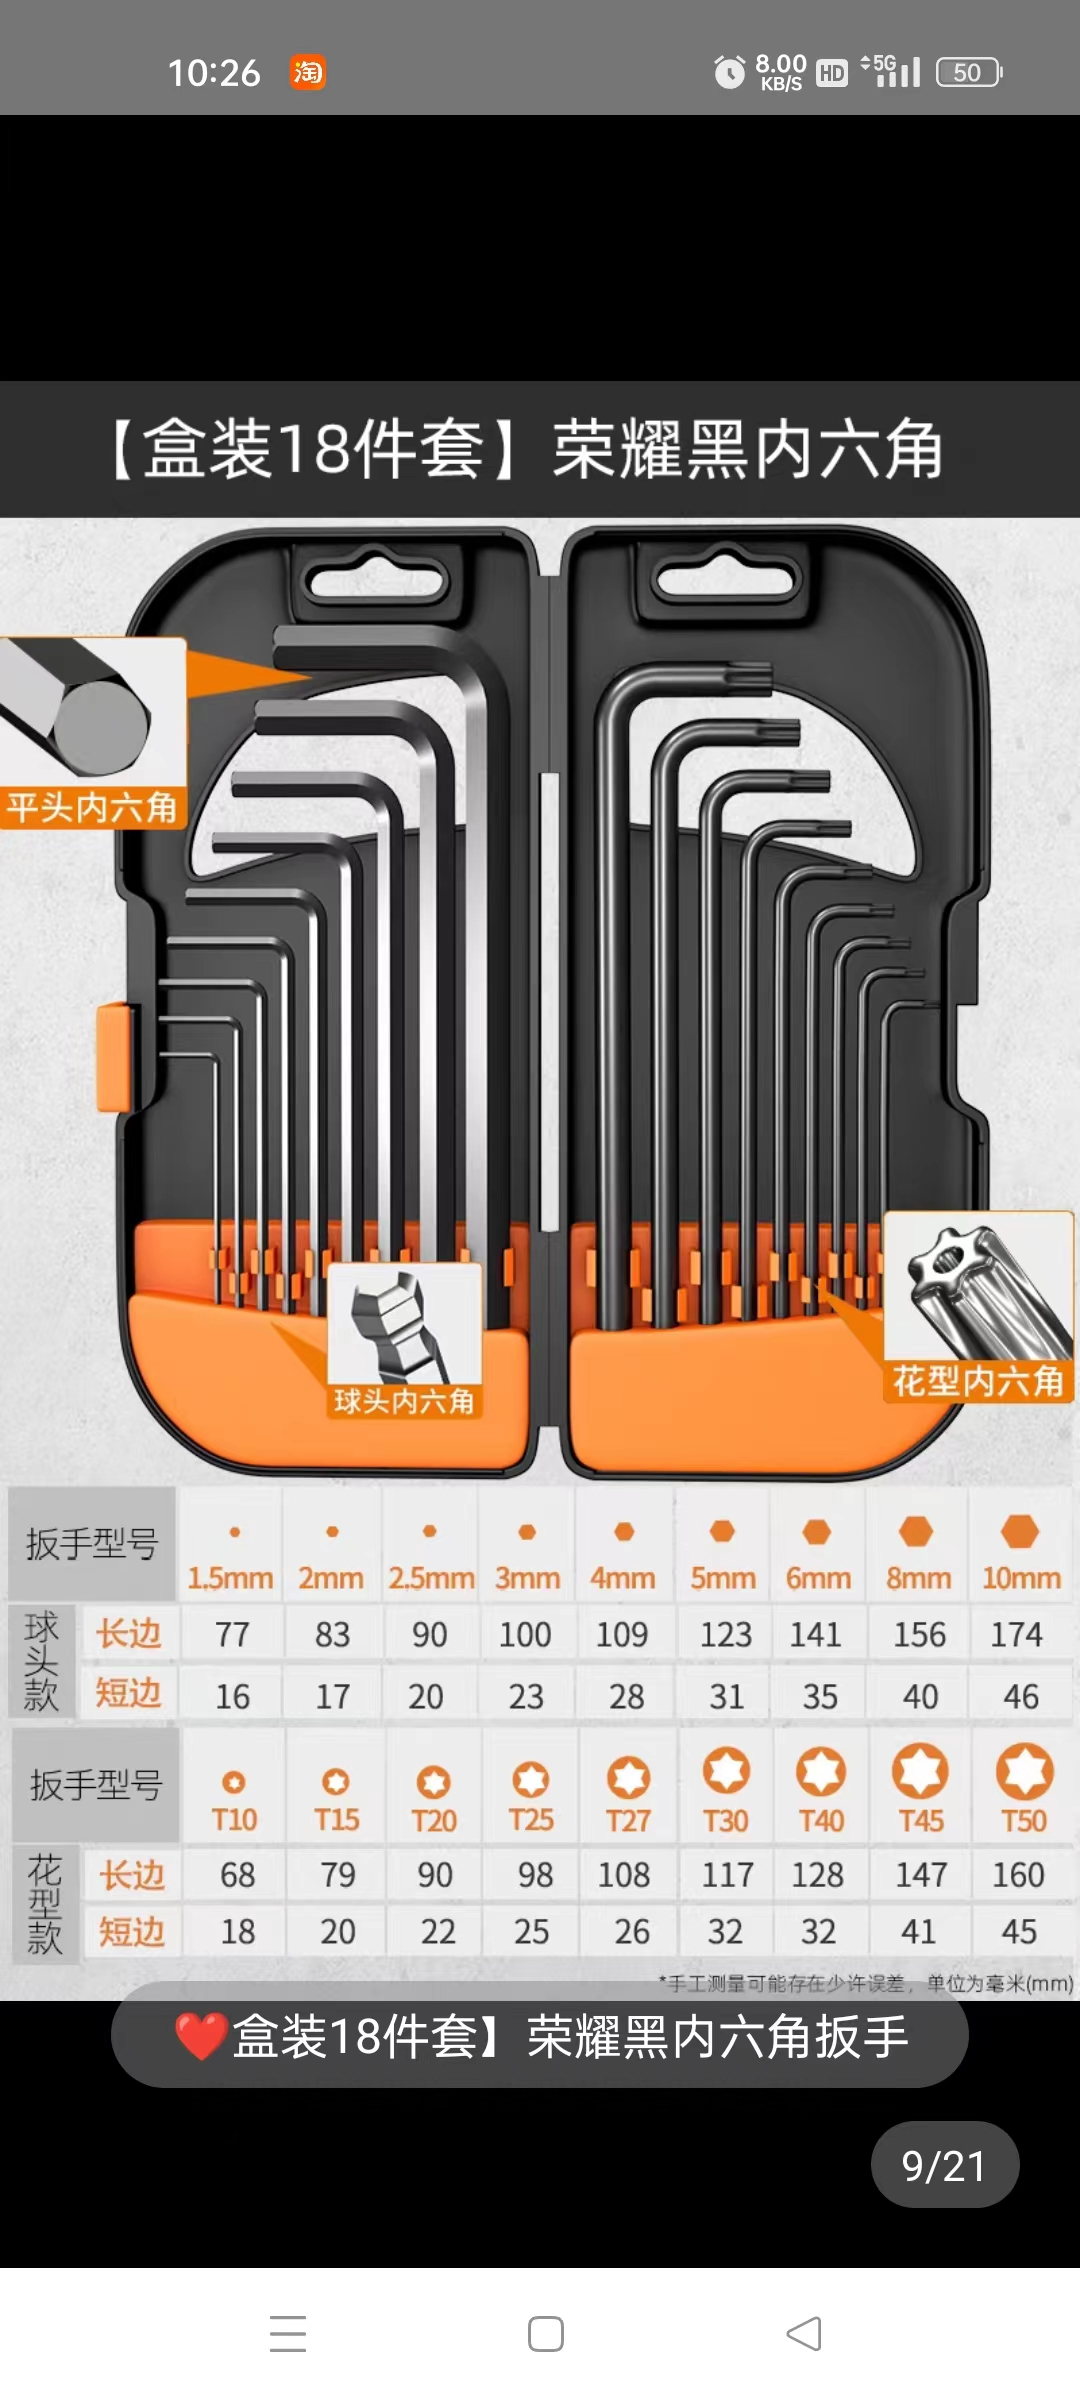 10:26 淘 8.00 KB/S HD 5G 50
【盒装18件套】荣耀黑内六角
平头内六角
球头内六角
花型内六角
扳手型号 1.5mm 2mm 2.5mm 3mm 4mm 5mm 6mm 8mm 10mm
球头款
长边 77 83 90 100 109 123 141 156 174
短边 16 17 20 23 28 31 35 40 46
扳手型号 T10 T15 T20 T25 T27 T30 T40 T45 T50
花型款
长边 68 79 90 98 108 117 128 147 160
短边 18 20 22 25 26 32 32 41 45
*手工测量可能存在少许误差，单位为毫米(mm)
❤️盒装18件套】荣耀黑内六角扳手
9/21